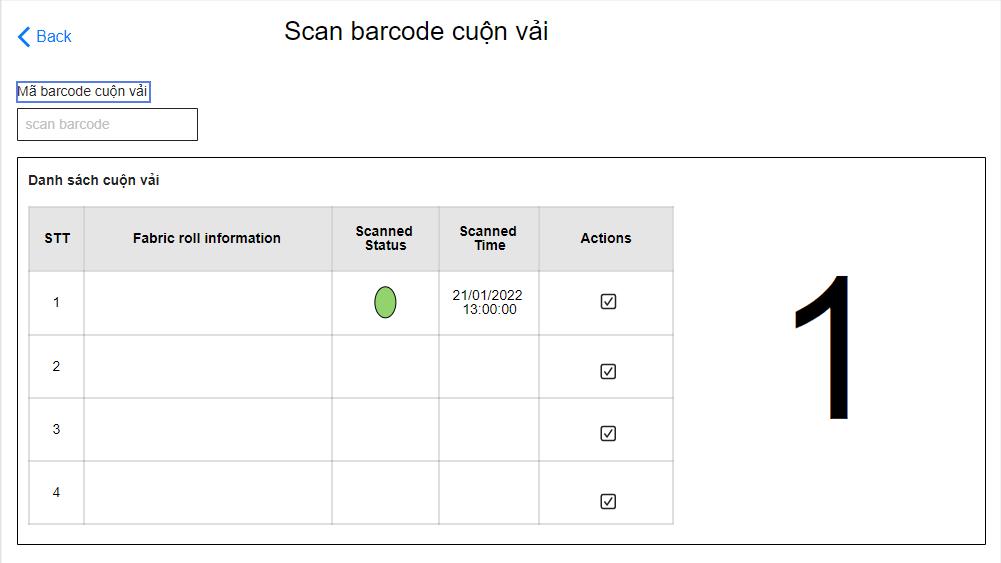 Back
Scan barcode cuộn vải
Mã barcode cuộn vải
scan barcode
Danh sách cuộn vải
STT
Fabric roll information
Scanned
Status
Scanned
Time
Actions
1
21/01/2022
13:00:00
2
3
4
1